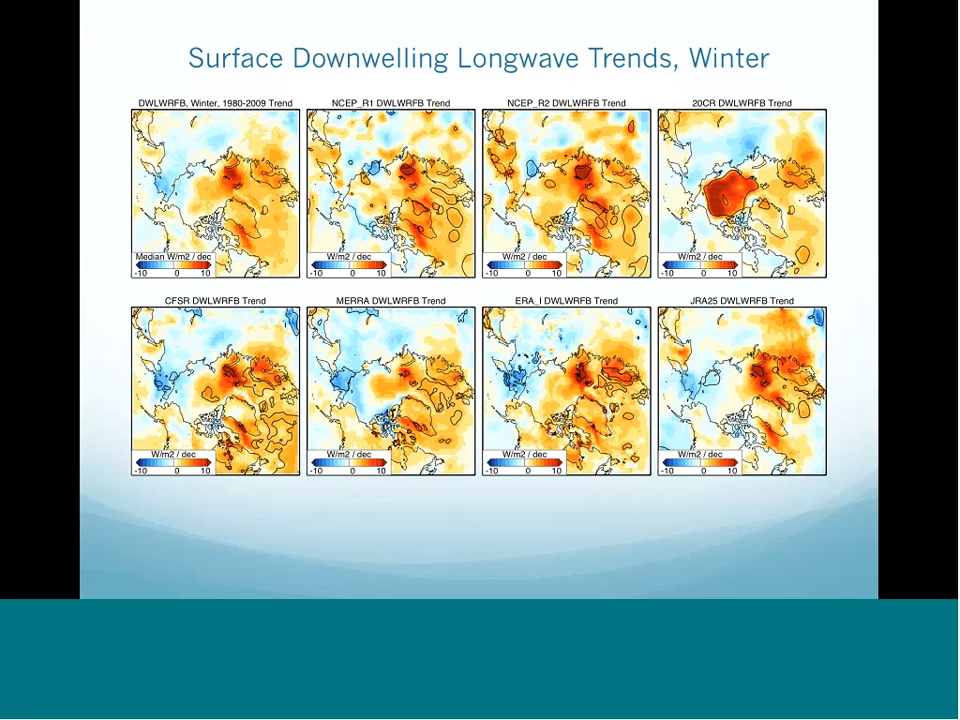 Surface Downwelling Longwave Trends, Winter
DWLWRFB, Winter, 1980-2009 Trend
NCEP_R1 DWLWRFB Trend
NCEP_R2 DWLWRFB Trend
20CR DWLWRFB Trend
Median W/m2 / dec
-10 0 10
W/m2 / dec
-10 0 10
W/m2 / dec
-10 0 10
W/m2 / dec
-10 0 10
CFSR DWLWRFB Trend
MERRA DWLWRFB Trend
ERA_I DWLWRFB Trend
JRA25 DWLWRFB Trend
W/m2 / dec
-10 0 10
W/m2 / dec
-10 0 10
W/m2 / dec
-10 0 10
W/m2 / dec
-10 0 10